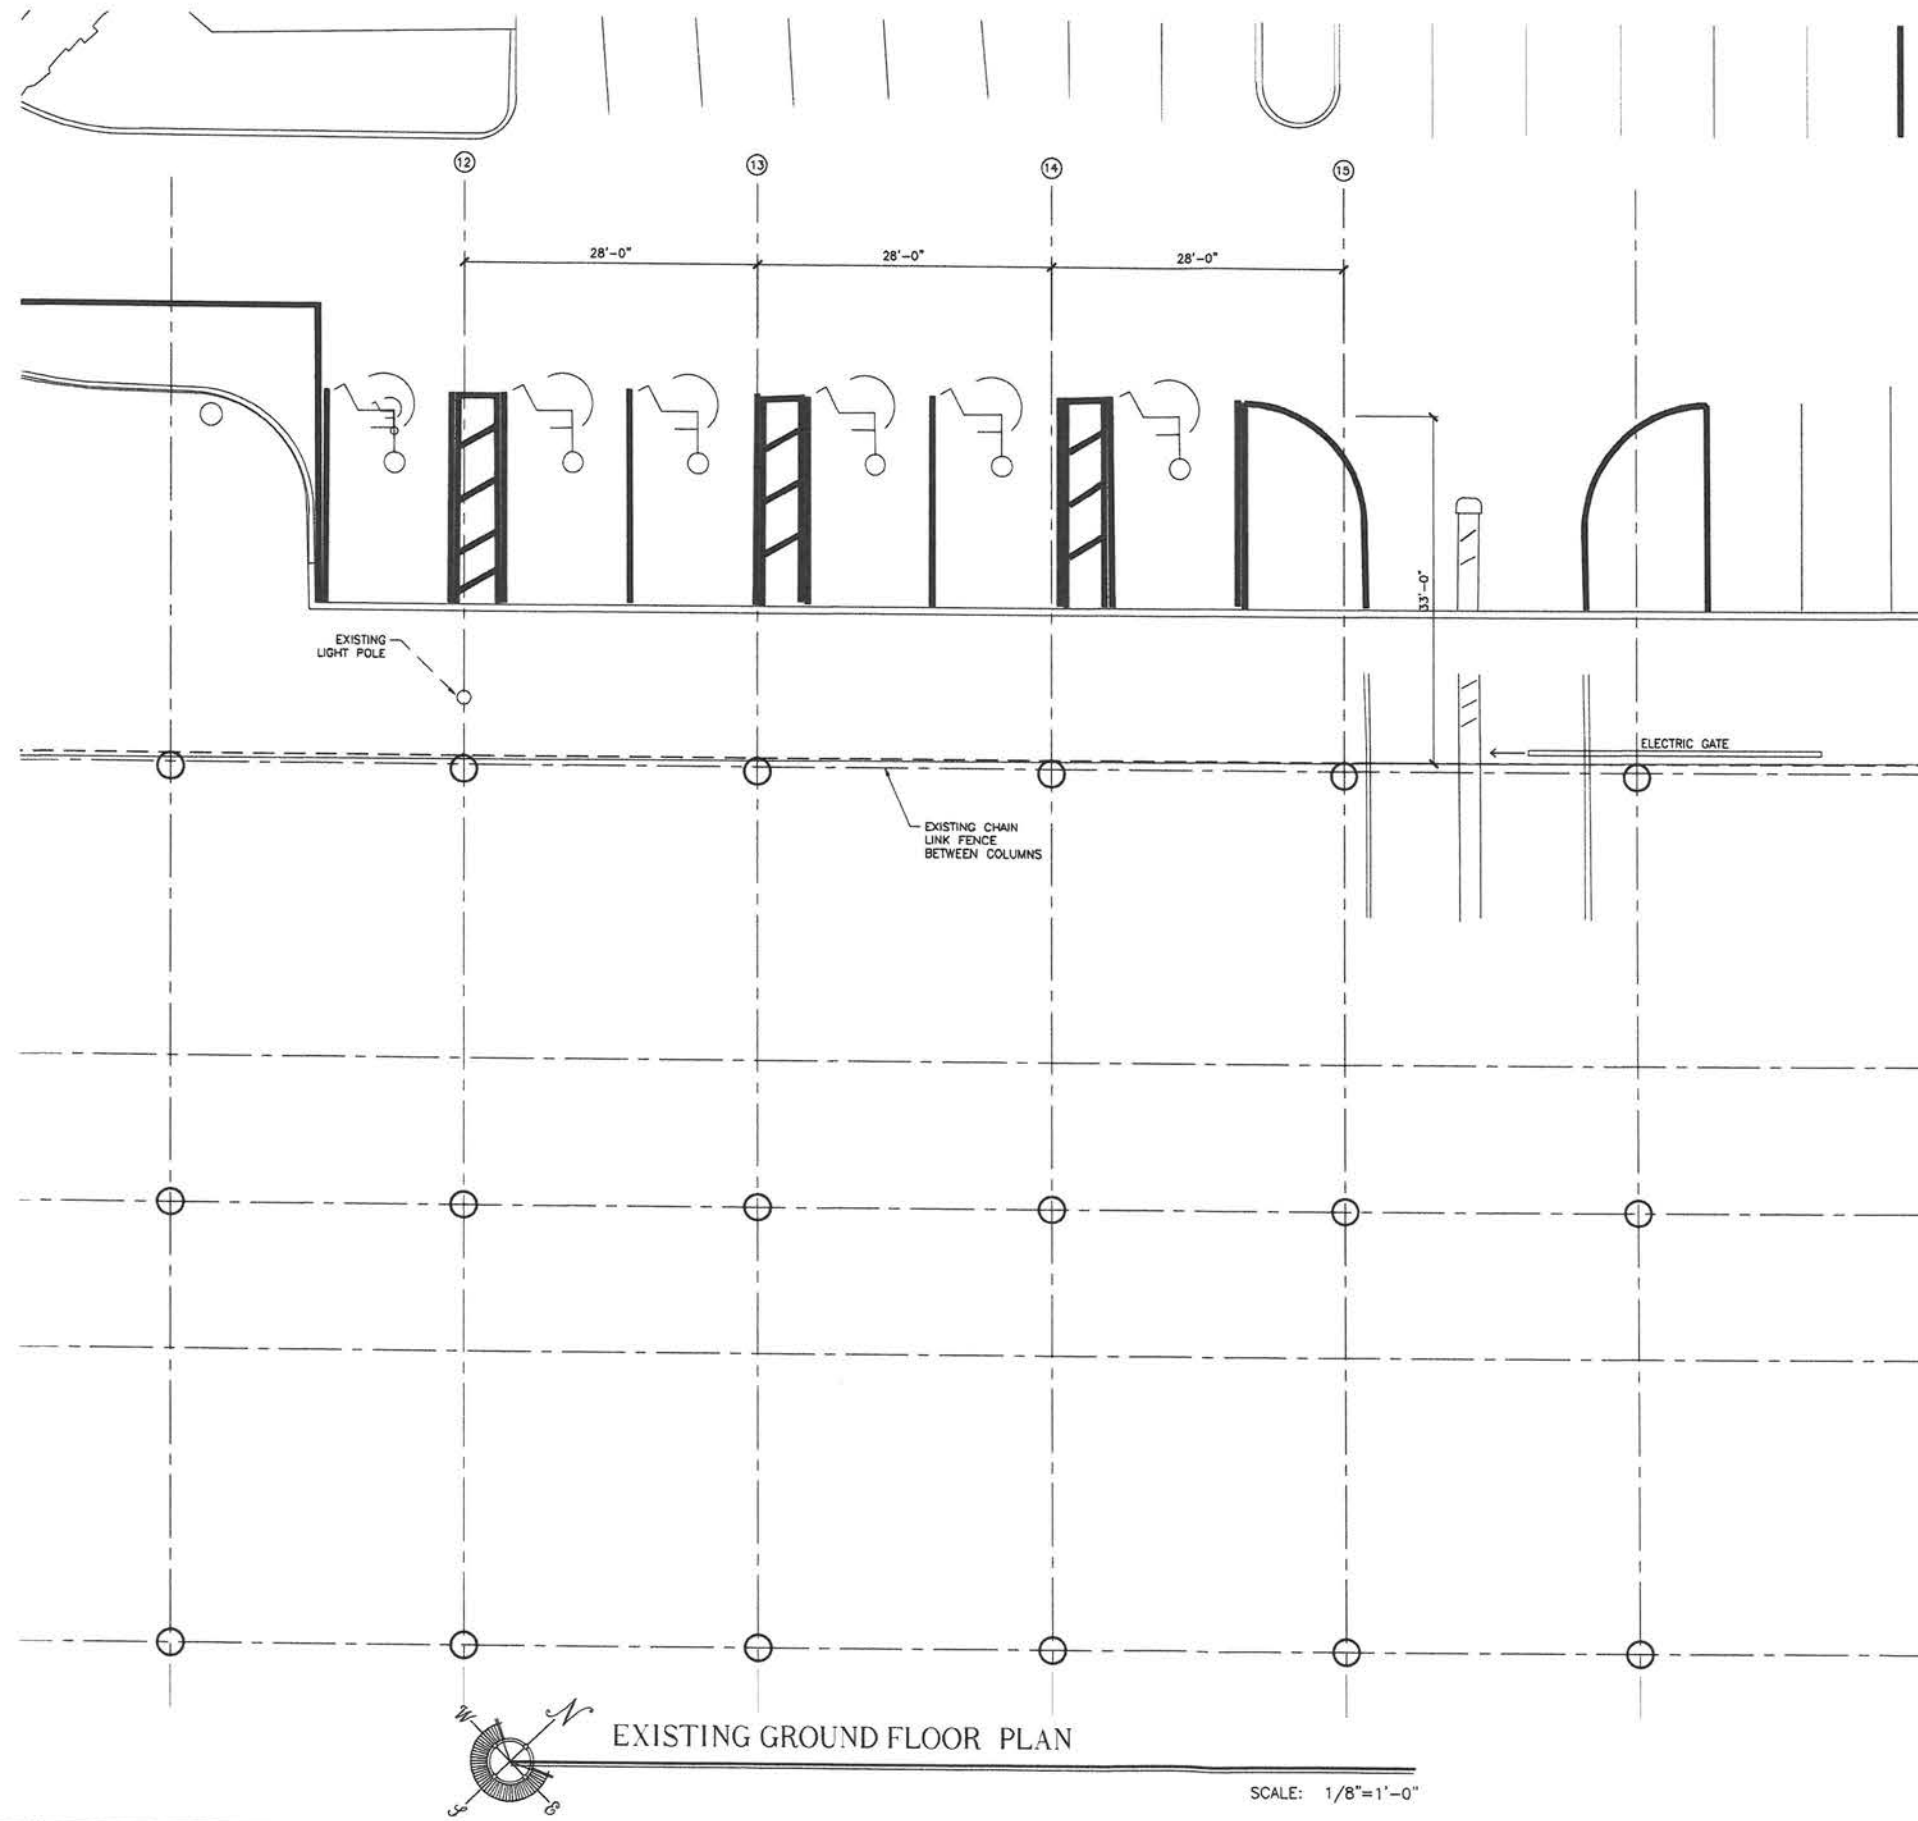 12
13
14
15
28'-0"
28'-0"
28'-0"
33'-0"
EXISTING
LIGHT POLE
ELECTRIC GATE
EXISTING CHAIN
LINK FENCE
BETWEEN COLUMNS
W
N
S
E
EXISTING GROUND FLOOR PLAN
SCALE: 1/8"=1'-0"